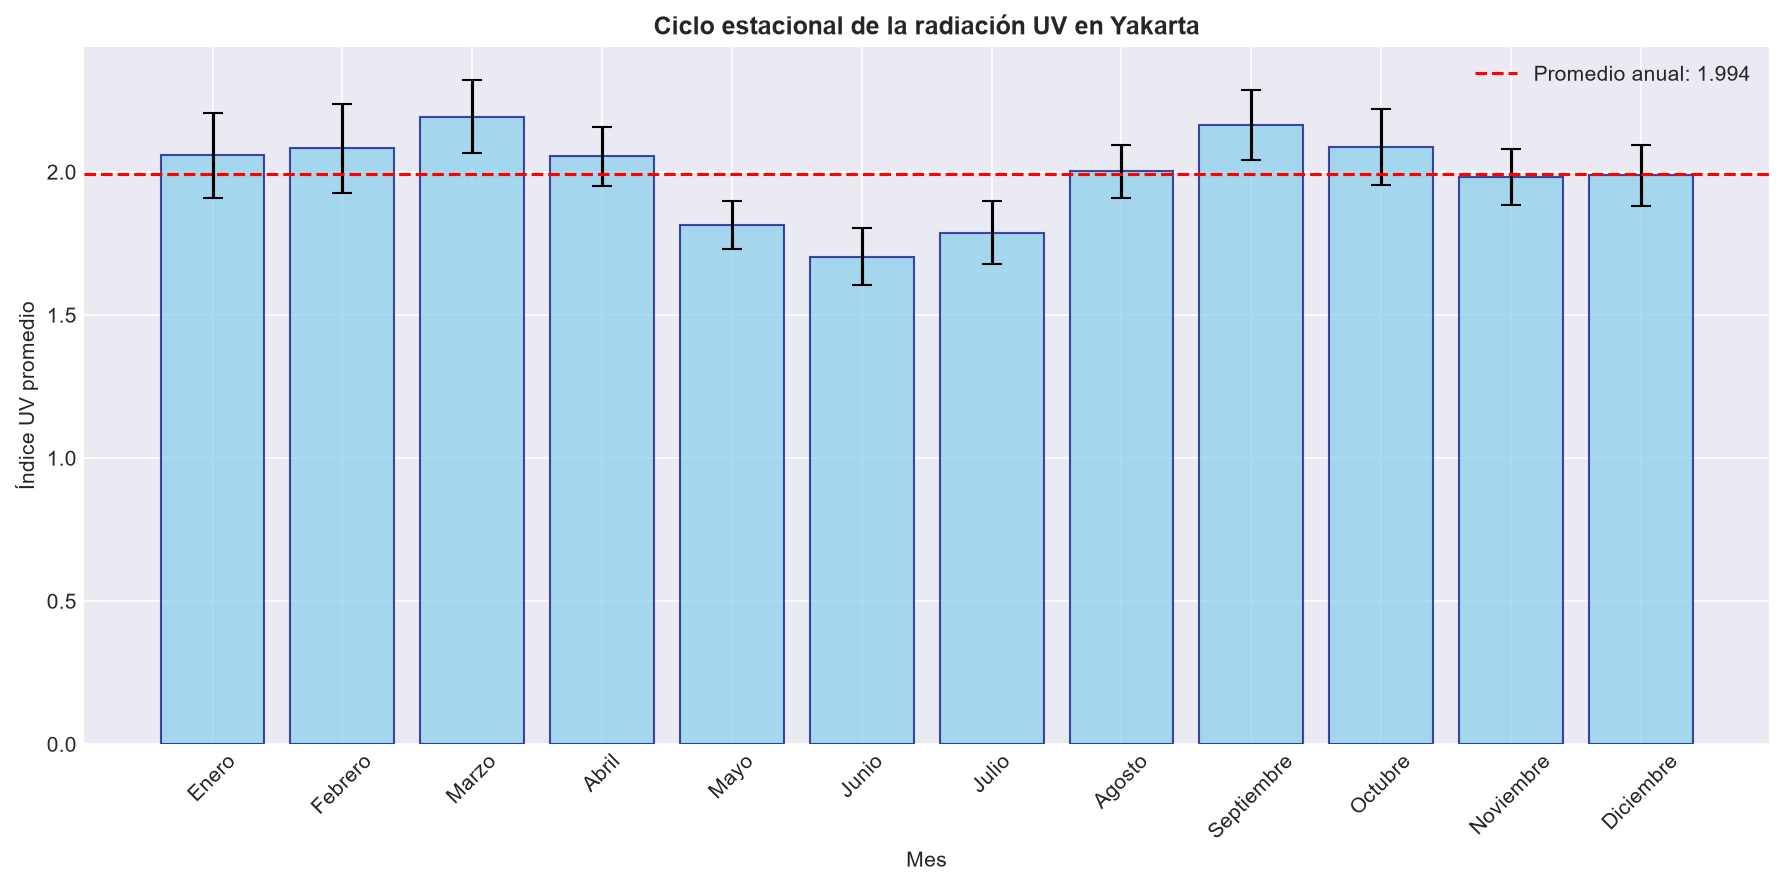 Ciclo estacional de la radiación UV en Yakarta
Promedio anual: 1.994
Índice UV promedio
2.0
1.5
1.0
0.5
0.0
Enero
Febrero
Marzo
Abril
Mayo
Junio
Julio
Agosto
Septiembre
Octubre
Noviembre
Diciembre
Mes